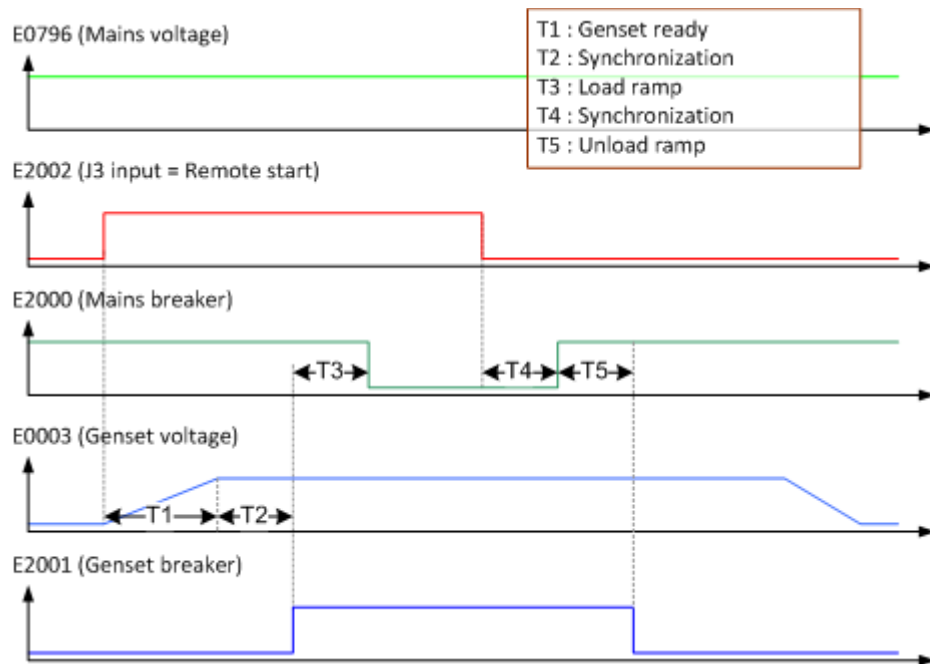 E0796 (Mains voltage)
T1 : Genset ready
T2 : Synchronization
T3 : Load ramp
T4 : Synchronization
T5 : Unload ramp
E2002 (J3 input = Remote start)
E2000 (Mains breaker)
T3
T4
T5
E0003 (Genset voltage)
T1
T2
E2001 (Genset breaker)